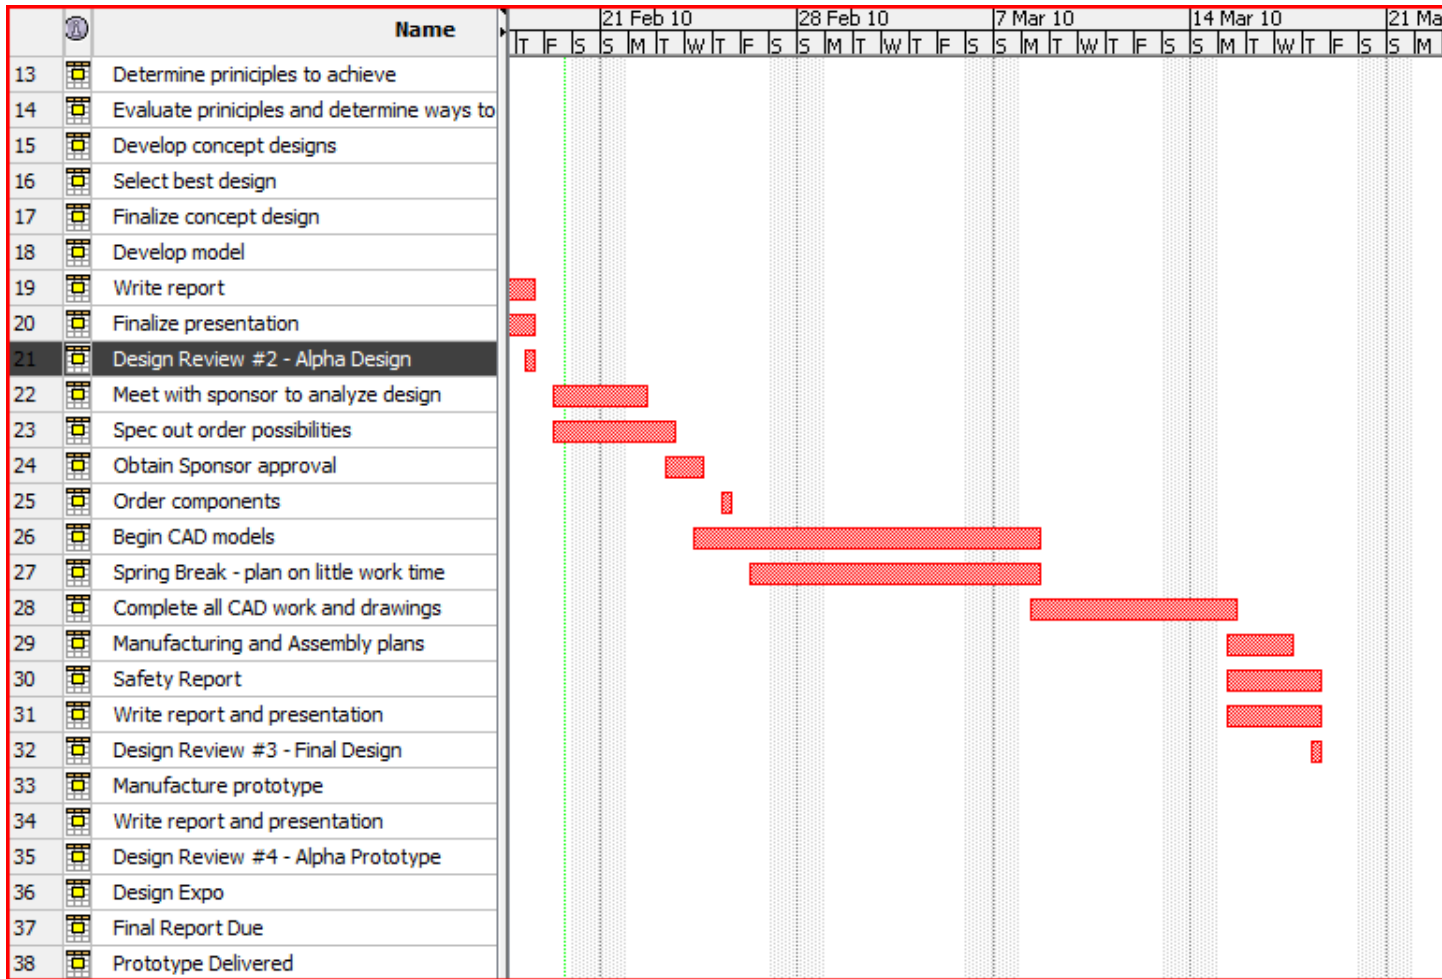 Name
21 Feb 10 28 Feb 10 7 Mar 10 14 Mar 10 21 Ma
T F S S M T W T F S S M T W T F S S M T W T F S S M T W T F S S M
13 Determine priniciples to achieve
14 Evaluate priniciples and determine ways to
15 Develop concept designs
16 Select best design
17 Finalize concept design
18 Develop model
19 Write report
20 Finalize presentation
21 Design Review #2 - Alpha Design
22 Meet with sponsor to analyze design
23 Spec out order possibilities
24 Obtain Sponsor approval
25 Order components
26 Begin CAD models
27 Spring Break - plan on little work time
28 Complete all CAD work and drawings
29 Manufacturing and Assembly plans
30 Safety Report
31 Write report and presentation
32 Design Review #3 - Final Design
33 Manufacture prototype
34 Write report and presentation
35 Design Review #4 - Alpha Prototype
36 Design Expo
37 Final Report Due
38 Prototype Delivered